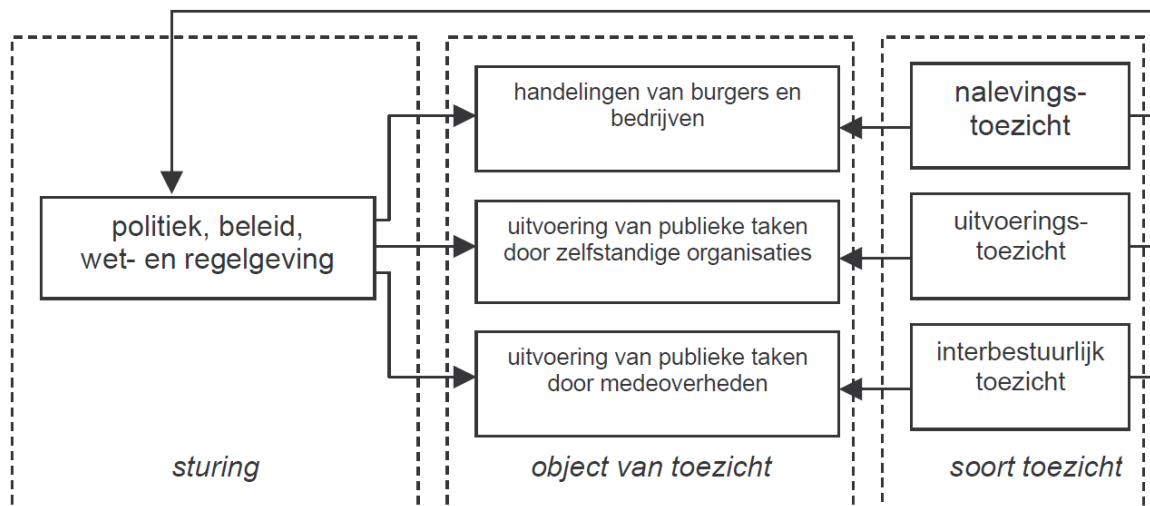 handelingen van burgers en
bedrijven
nalevings-
toezicht
politiek, beleid,
wet- en regelgeving
uitvoering van publieke taken
door zelfstandige organisaties
uitvoerings-
toezicht
uitvoering van publieke taken
door medeoverheden
interbestuurlijk
toezicht
sturing
object van toezicht
soort toezicht